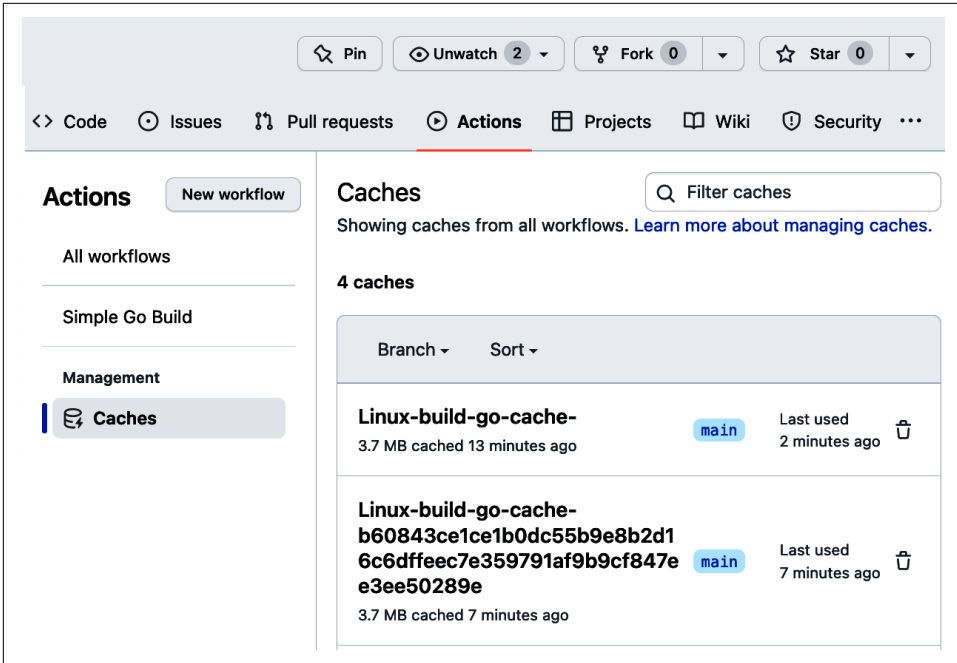 Pin Unwatch 2 Fork 0 Star 0
<> Code Issues Pull requests Actions Projects Wiki Security ...
Actions New workflow
All workflows
Simple Go Build
Management
Caches
Caches Filter caches
Showing caches from all workflows. Learn more about managing caches.
4 caches
Branch Sort
Linux-build-go-cache-
3.7 MB cached 13 minutes ago
main
Last used
2 minutes ago
Linux-build-go-cache-
b60843ce1ce1b0dc55b9e8b2d1
6c6dffeec7e359791af9b9cf847e
e3ee50289e
3.7 MB cached 7 minutes ago
main
Last used
7 minutes ago